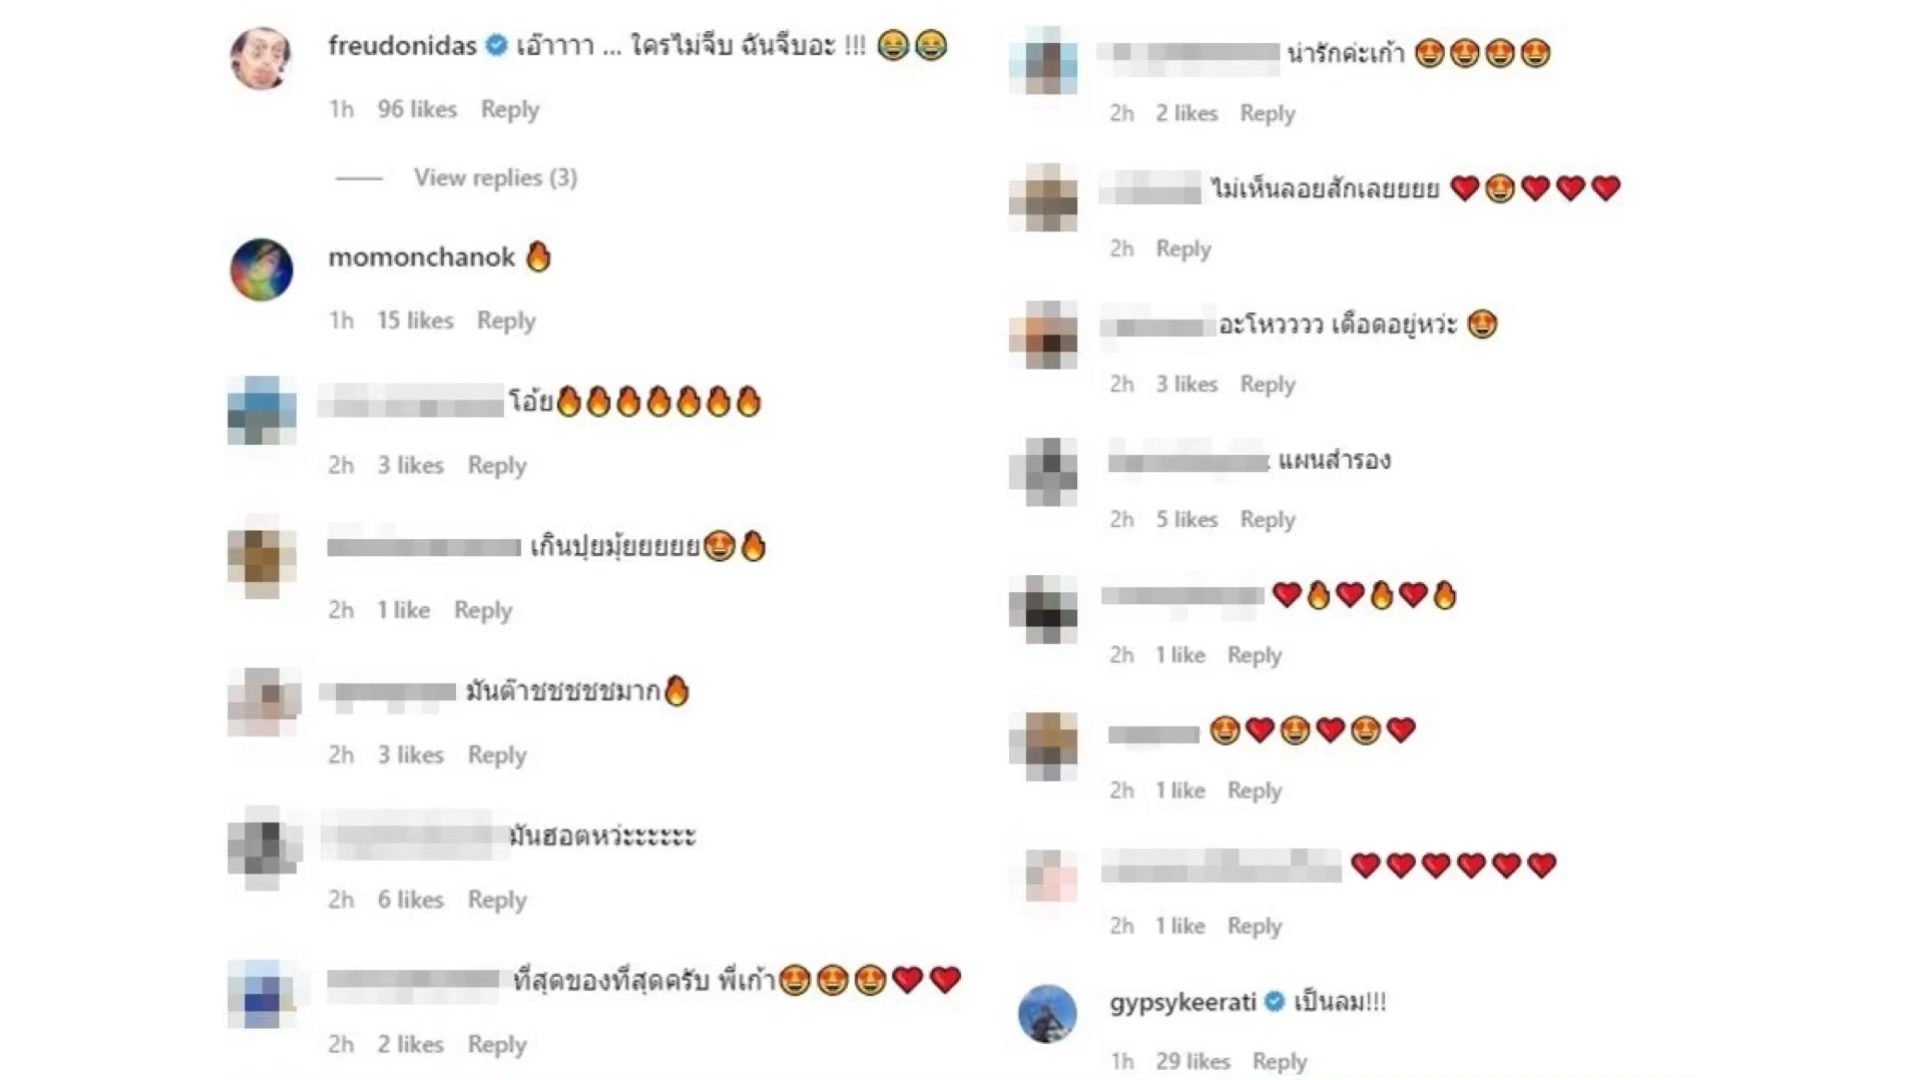 freudonidas เอ๊าาาา ... ใครไม่จีบ ฉันจีบอะ !!! 😂😂
1h 96 likes Reply
View replies (3)
momonchanok 🔥
1h 15 likes Reply
โอ้ย🔥🔥🔥🔥🔥🔥🔥
2h 3 likes Reply
เกินปุยมุ้ยยยยย😍🔥
2h 1 like Reply
มันต๊าชชชชชมาก🔥
2h 3 likes Reply
มันฮอตหว่ะะะะะะ
2h 6 likes Reply
ที่สุดของที่สุดครับ พี่เก้า😍😍😍❤️❤️
2h 2 likes Reply
น่ารักค่ะเก้า 😍😍😍😍
2h 2 likes Reply
ไม่เห็นลอยสักเลยยยย ❤️😍❤️❤️❤️
2h Reply
อะโหวววว เดือดอยู่หว่ะ 😍
2h 3 likes Reply
แผนสำรอง
2h 5 likes Reply
❤️🔥❤️🔥❤️🔥
2h 1 like Reply
😍❤️😍❤️😍❤️
2h 1 like Reply
❤️❤️❤️❤️❤️❤️
2h 1 like Reply
gypsykeerati เป็นลม!!!
1h 29 likes Reply